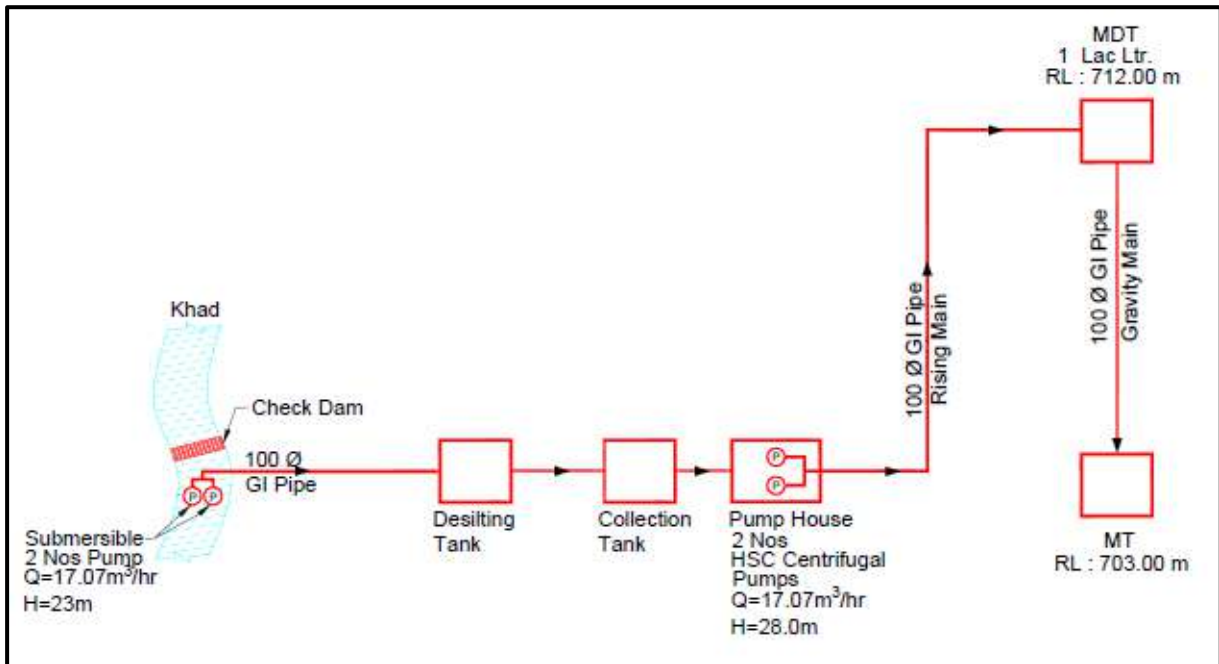 MDT
1 Lac Ltr.
RL : 712.00 m
100 Ø GI Pipe
Rising Main
100 Ø GI Pipe
Gravity Main
Khad
Check Dam
100 Ø
GI Pipe
P
P
Submersible
2 Nos Pump
Q=17.07m³/hr
H=23m
Desilting
Tank
Collection
Tank
P
P
Pump House
2 Nos
HSC Centrifugal
Pumps
Q=17.07m³/hr
H=28.0m
MT
RL : 703.00 m